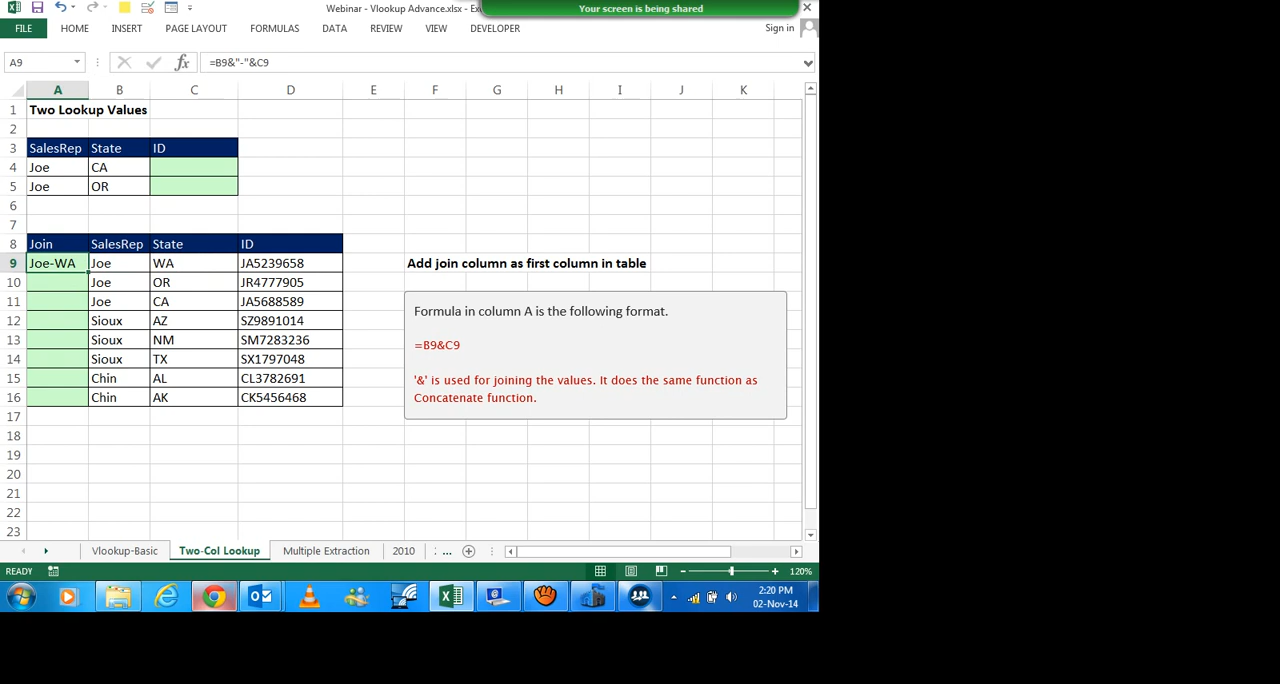 Webinar - Vlookup Advance.xlsx - Ex
Your screen is being shared
FILE HOME INSERT PAGE LAYOUT FORMULAS DATA REVIEW VIEW DEVELOPER Sign in
A9 fx =B9&"-"&C9
A B C D E F G H I J K
1 Two Lookup Values
2
3 SalesRep State ID
4 Joe CA
5 Joe OR
6
7
8 Join SalesRep State ID
9 Joe-WA Joe WA JA5239658 Add join column as first column in table
10 Joe OR JR4777905
11 Joe CA JA5688589
12 Sioux AZ SZ9891014
13 Sioux NM SM7283236
14 Sioux TX SX1797048
15 Chin AL CL3782691
16 Chin AK CK5456468
Formula in column A is the following format.
=B9&C9
'&' is used for joining the values. It does the same function as
Concatenate function.
17
18
19
20
21
22
23
Vlookup-Basic Two-Col Lookup Multiple Extraction 2010 ...
READY 120%
2:20 PM
02-Nov-14